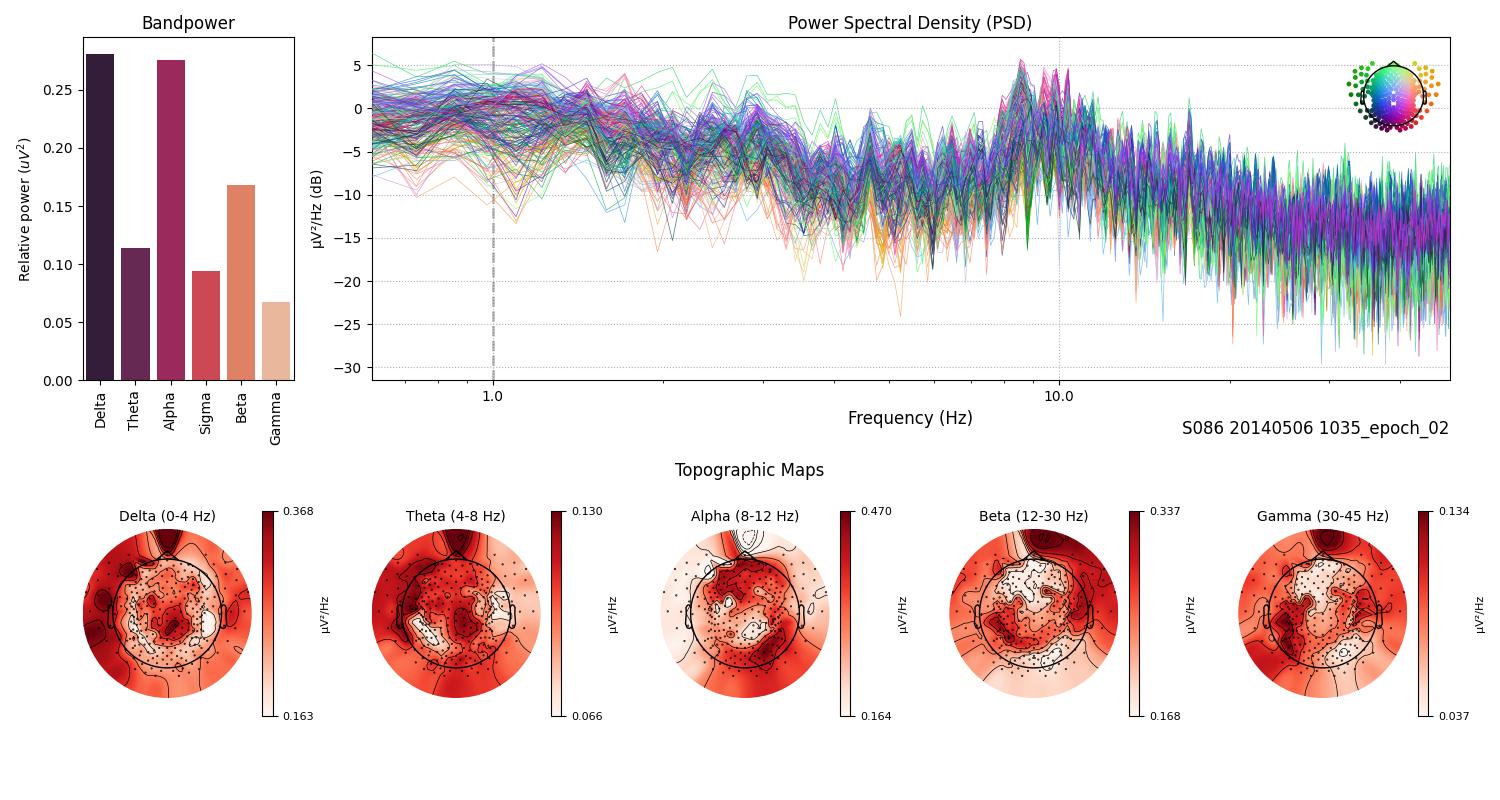 Bandpower
Relative power (uV²)
0.25
0.20
0.15
0.10
0.05
0.00
Delta
Theta
Alpha
Sigma
Beta
Gamma
Power Spectral Density (PSD)
µV²/Hz (dB)
5
0
−5
−10
−15
−20
−25
−30
1.0
10.0
Frequency (Hz)
S086 20140506 1035_epoch_02
Topographic Maps
Delta (0-4 Hz)
0.368
µV²/Hz
0.163
Theta (4-8 Hz)
0.130
µV²/Hz
0.066
Alpha (8-12 Hz)
0.470
µV²/Hz
0.164
Beta (12-30 Hz)
0.337
µV²/Hz
0.168
Gamma (30-45 Hz)
0.134
µV²/Hz
0.037